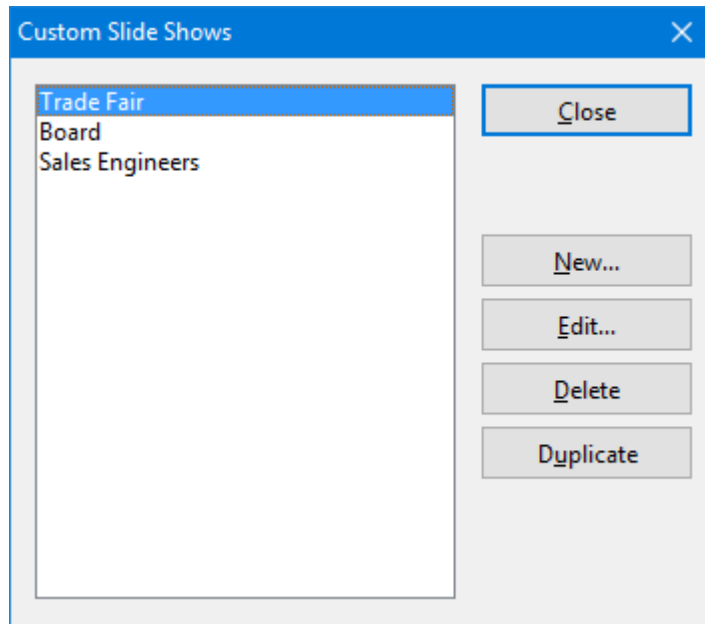 Custom Slide Shows
Trade Fair
Board
Sales Engineers
Close
New...
Edit...
Delete
Duplicate